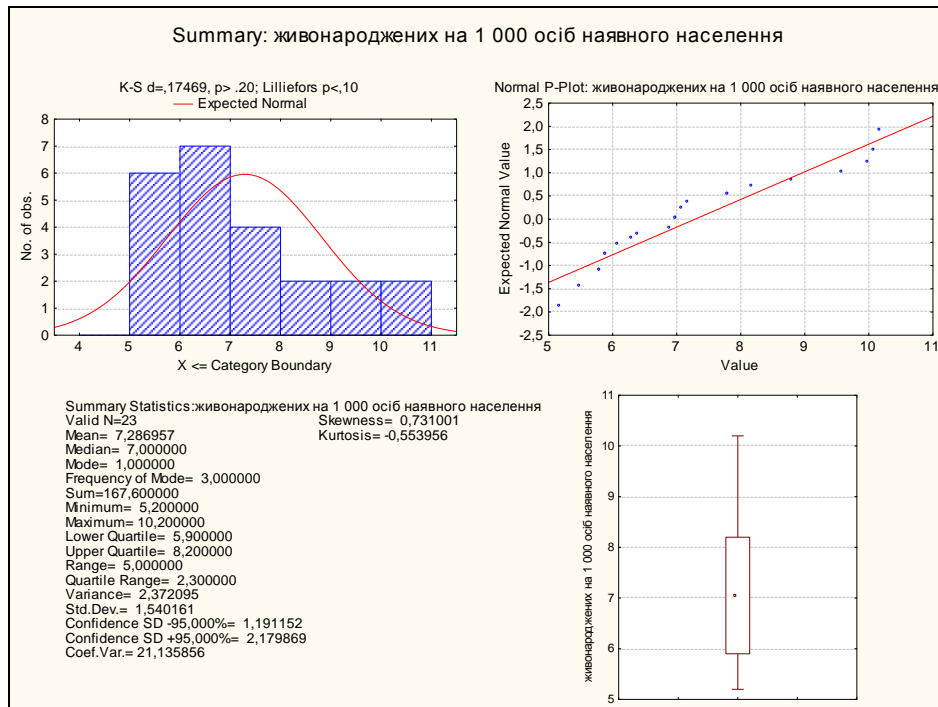 Summary: живонароджених на 1 000 осіб наявного населення
K-S d=,17469, p> .20; Lilliefors p<,10
Expected Normal
8
7
6
5
4
3
2
1
0
No. of obs.
4 5 6 7 8 9 10 11
X <= Category Boundary
Normal P-Plot: живонароджених на 1 000 осіб наявного населення
2,5
2,0
1,5
1,0
0,5
0,0
-0,5
-1,0
-1,5
-2,0
-2,5
Expected Normal Value
5 6 7 8 9 10 11
Value
Summary Statistics:живонароджених на 1 000 осіб наявного населення
Valid N=23
Mean= 7,286957
Median= 7,000000
Mode= 1,000000
Frequency of Mode= 3,000000
Sum=167,600000
Minimum= 5,200000
Maximum= 10,200000
Lower Quartile= 5,900000
Upper Quartile= 8,200000
Range= 5,000000
Quartile Range= 2,300000
Variance= 2,372095
Std.Dev.= 1,540161
Confidence SD -95,000%= 1,191152
Confidence SD +95,000%= 2,179869
Coef.Var.= 21,135856
Skewness= 0,731001
Kurtosis= -0,553956
11
10
9
8
7
6
5
живонароджених на 1 000 осіб наявного населення